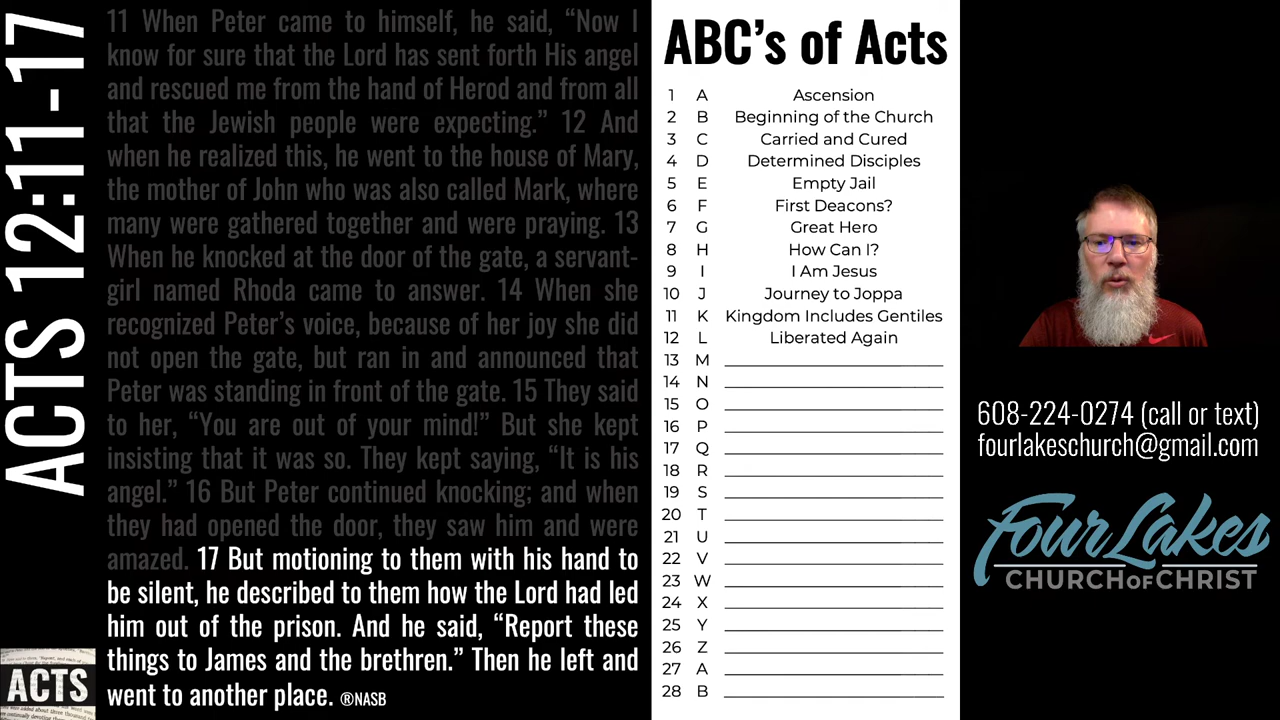 ACTS 12:11-17
11 When Peter came to himself, he said, “Now I
know for sure that the Lord has sent forth His angel
and rescued me from the hand of Herod and from all
that the Jewish people were expecting.” 12 And
when he realized this, he went to the house of Mary,
the mother of John who was also called Mark, where
many were gathered together and were praying. 13
When he knocked at the door of the gate, a servant-
girl named Rhoda came to answer. 14 When she
recognized Peter’s voice, because of her joy she did
not open the gate, but ran in and announced that
Peter was standing in front of the gate. 15 They said
to her, “You are out of your mind!” But she kept
insisting that it was so. They kept saying, “It is his
angel.” 16 But Peter continued knocking; and when
they had opened the door, they saw him and were
amazed. 17 But motioning to them with his hand to
be silent, he described to them how the Lord had led
him out of the prison. And he said, “Report these
things to James and the brethren.” Then he left and
went to another place. ®NASB
ACTS
ABC’s of Acts
1 A Ascension
2 B Beginning of the Church
3 C Carried and Cured
4 D Determined Disciples
5 E Empty Jail
6 F First Deacons?
7 G Great Hero
8 H How Can I?
9 I I Am Jesus
10 J Journey to Joppa
11 K Kingdom Includes Gentiles
12 L Liberated Again
13 M
14 N
15 O
16 P
17 Q
18 R
19 S
20 T
21 U
22 V
23 W
24 X
25 Y
26 Z
27 A
28 B
608-224-0274 (call or text)
fourlakeschurch@gmail.com
Four Lakes
CHURCH OF CHRIST